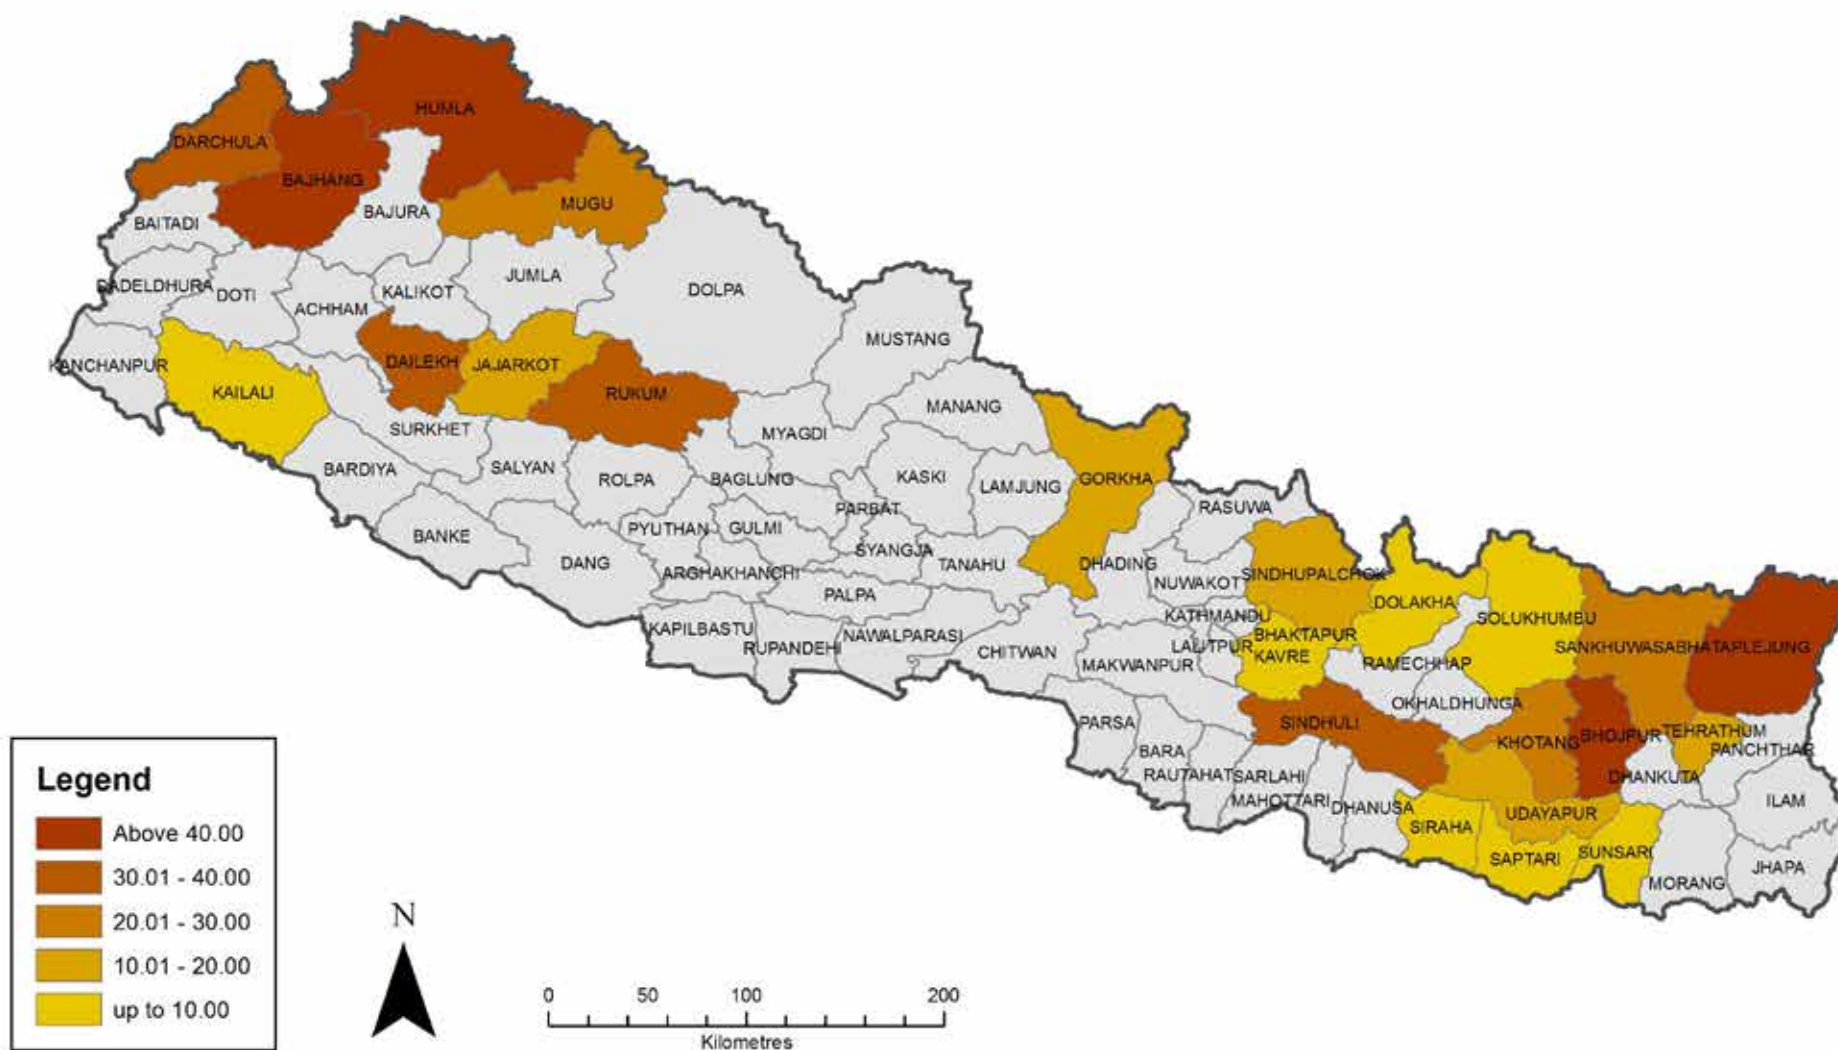 HUMLA
DARCHULA
BAJHANG
MUGU
BAJURA
BAITADI
JUMLA
DADELDHURA
DOTI
KALIKOT
DOLPA
ACHHAM
MUSTANG
KANCHANPUR
DAILEKH
JAJARKOT
KAILALI
RUKUM
MANANG
SURKHET
MYAGDI
BARDIYA
SALYAN
ROLPA
BAGLUNG
KASKI
LAMJUNG
GORKHA
PARBAT
RASUWA
BANKE
PYUTHAN
GULMI
SYANGJA
DANG
ARGHAKHANCHI
TANAHU
DHADING
NUWAKOT
SINDHUPALCHOK
PALPA
DOLAKHA
KATHMANDU
SOLUKHUMBU
KAPILBASTU
RUPANDEHI
NAWALPARASI
CHITWAN
MAKWANPUR
LALITPUR
BHAKTAPUR
KAVRE
RAMECHHAP
SANKHUWASABHA
TAPLEJUNG
OKHALDHUNGA
PARSA
SINDHULI
KHOTANG
BHOJPUR
TEHRATHUM
PANCHTHAR
BARA
RAUTAHAT
SARLAHI
DHANKUTA
MAHOTTARI
DHANUSA
ILAM
SIRAHA
UDAYAPUR
SAPTARI
SUNSARI
MORANG
JHAPA
Legend
Above 40.00
30.01 - 40.00
20.01 - 30.00
10.01 - 20.00
up to 10.00
N
0 50 100 200
Kilometres